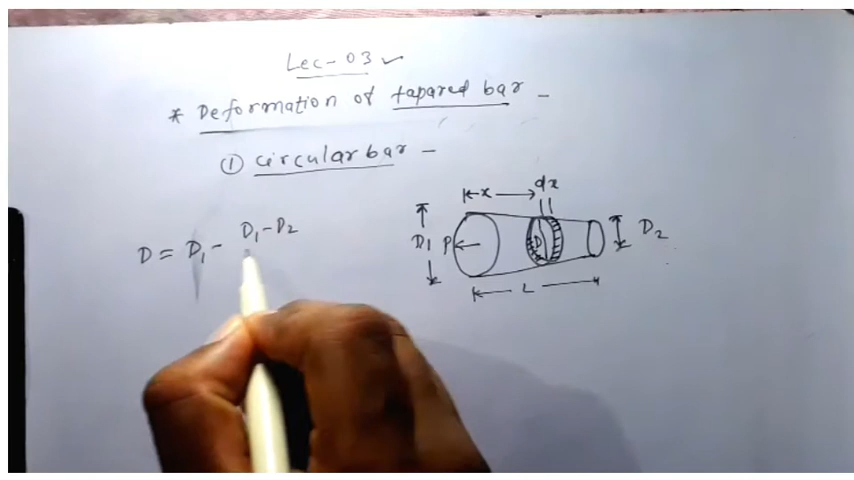 Lec-03 ✓
* Deformation of tapared bar -
① circular bar -
D = D₁ - D₁-D₂
x dx
D₁ P D D₂
L